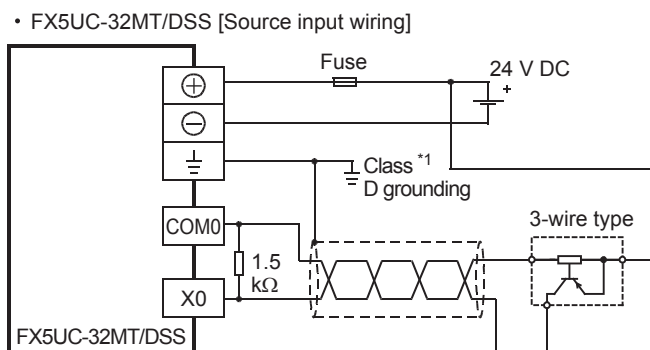 • FX5UC-32MT/DSS [Source input wiring]
Fuse
24 V DC
+
Class *1
D grounding
3-wire type
COM0
1.5
kΩ
X0
FX5UC-32MT/DSS